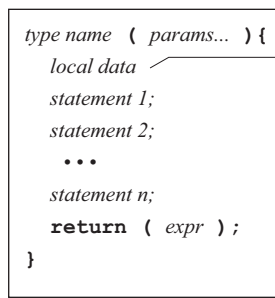 type name ( params... ){
local data
statement 1;
statement 2;
•••
statement n;
return ( expr );
}